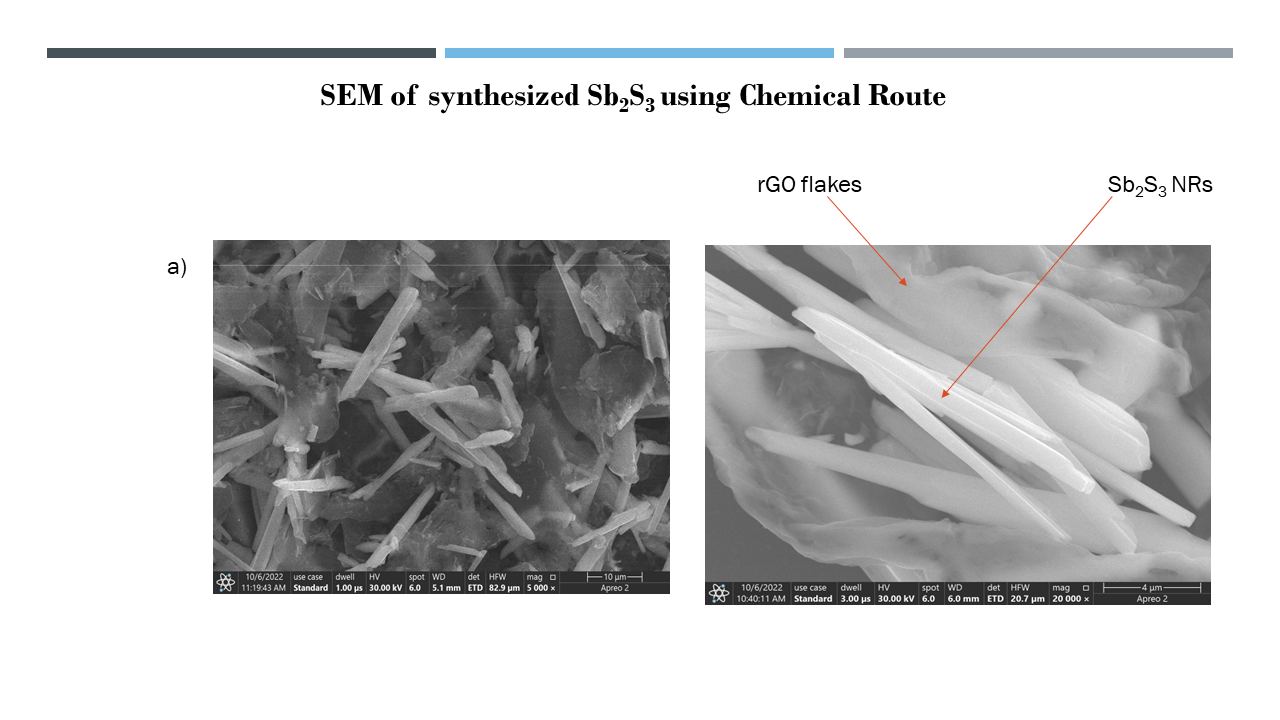 SEM of synthesized Sb₂S₃ using Chemical Route
rGO flakes
Sb₂S₃ NRs
a)
10/6/2022 use case dwell HV spot WD det HFW mag □ 10 µm
11:19:43 AM Standard 1.00 µs 30.00 kV 6.0 5.1 mm ETD 82.9 µm 5 000 × Apreo 2
10/6/2022 use case dwell HV spot WD det HFW mag □ 4 µm
10:40:11 AM Standard 3.00 µs 30.00 kV 6.0 6.0 mm ETD 20.7 µm 20 000 × Apreo 2